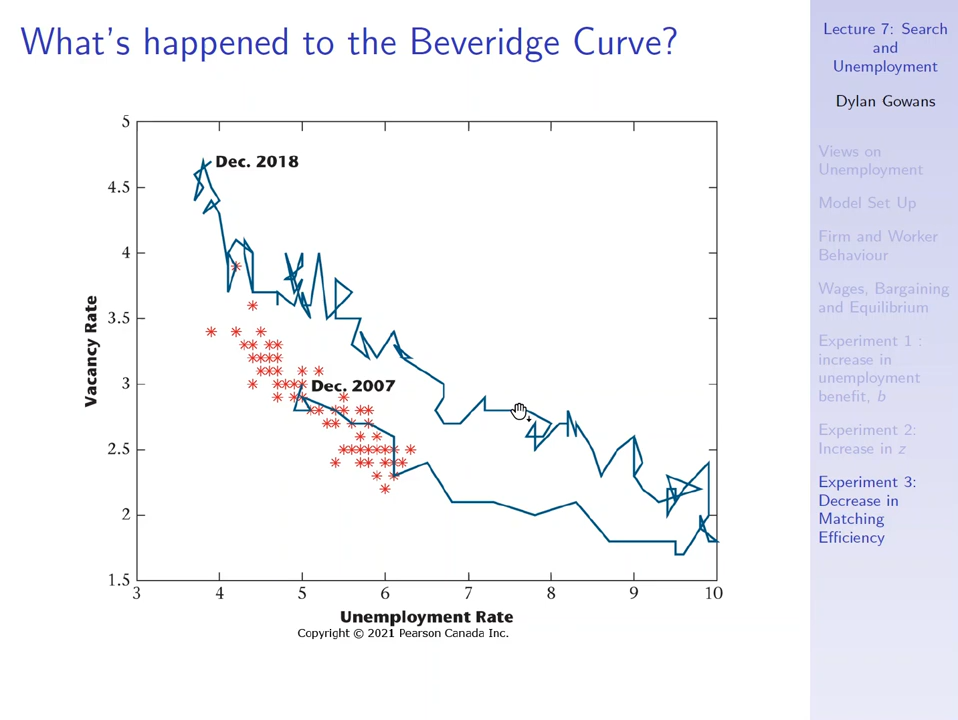 What's happened to the Beveridge Curve?
5
4.5
4
3.5
3
2.5
2
1.5
Vacancy Rate
Dec. 2018
Dec. 2007
3 4 5 6 7 8 9 10
Unemployment Rate
Copyright © 2021 Pearson Canada Inc.
Lecture 7: Search
and
Unemployment
Dylan Gowans
Views on
Unemployment
Model Set Up
Firm and Worker
Behaviour
Wages, Bargaining
and Equilibrium
Experiment 1 :
increase in
unemployment
benefit, b
Experiment 2:
Increase in z
Experiment 3:
Decrease in
Matching
Efficiency